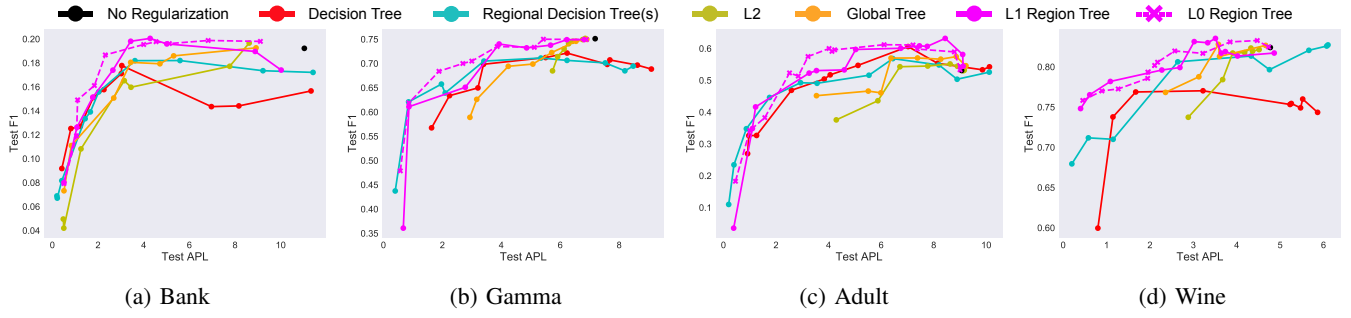 No Regularization Decision Tree Regional Decision Tree(s) L2 Global Tree L1 Region Tree L0 Region Tree
0.20
0.18
0.16
0.14
0.12
0.10
0.08
0.06
0.04
Test F1
0 2 4 6 8 10
Test APL
(a) Bank
0.75
0.70
0.65
0.60
0.55
0.50
0.45
0.40
0.35
Test F1
0 2 4 6 8
Test APL
(b) Gamma
0.6
0.5
0.4
0.3
0.2
0.1
Test F1
0 2 4 6 8 10
Test APL
(c) Adult
0.80
0.75
0.70
0.65
0.60
Test F1
0 1 2 3 4 5 6
Test APL
(d) Wine